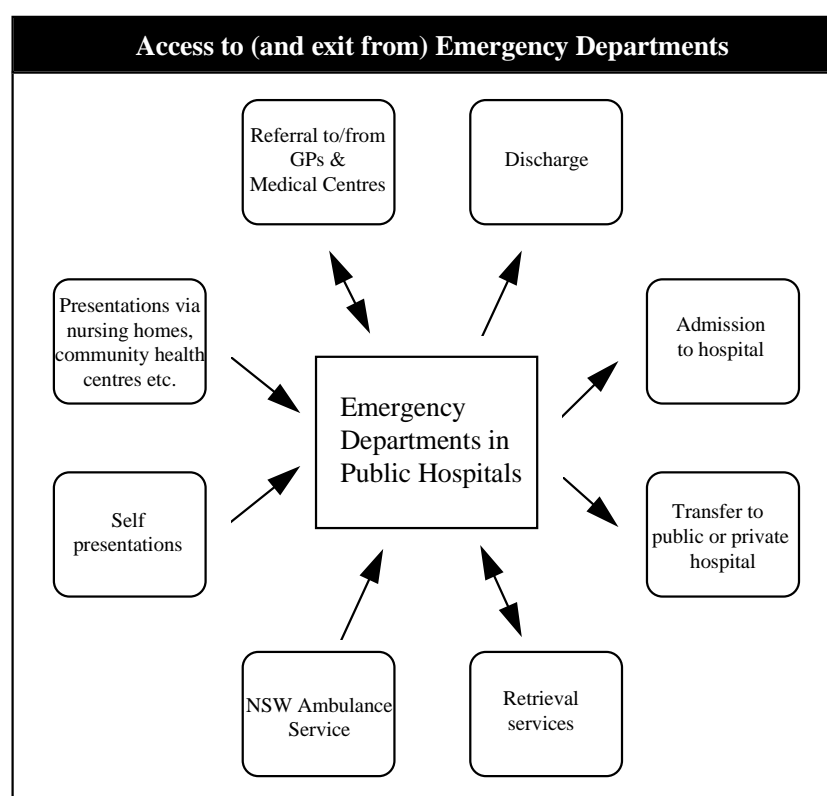 Access to (and exit from) Emergency Departments
Referral to/from
GPs &
Medical Centres
Discharge
Presentations via
nursing homes,
community health
centres etc.
Admission
to hospital
Emergency
Departments in
Public Hospitals
Self
presentations
Transfer to
public or private
hospital
NSW Ambulance
Service
Retrieval
services